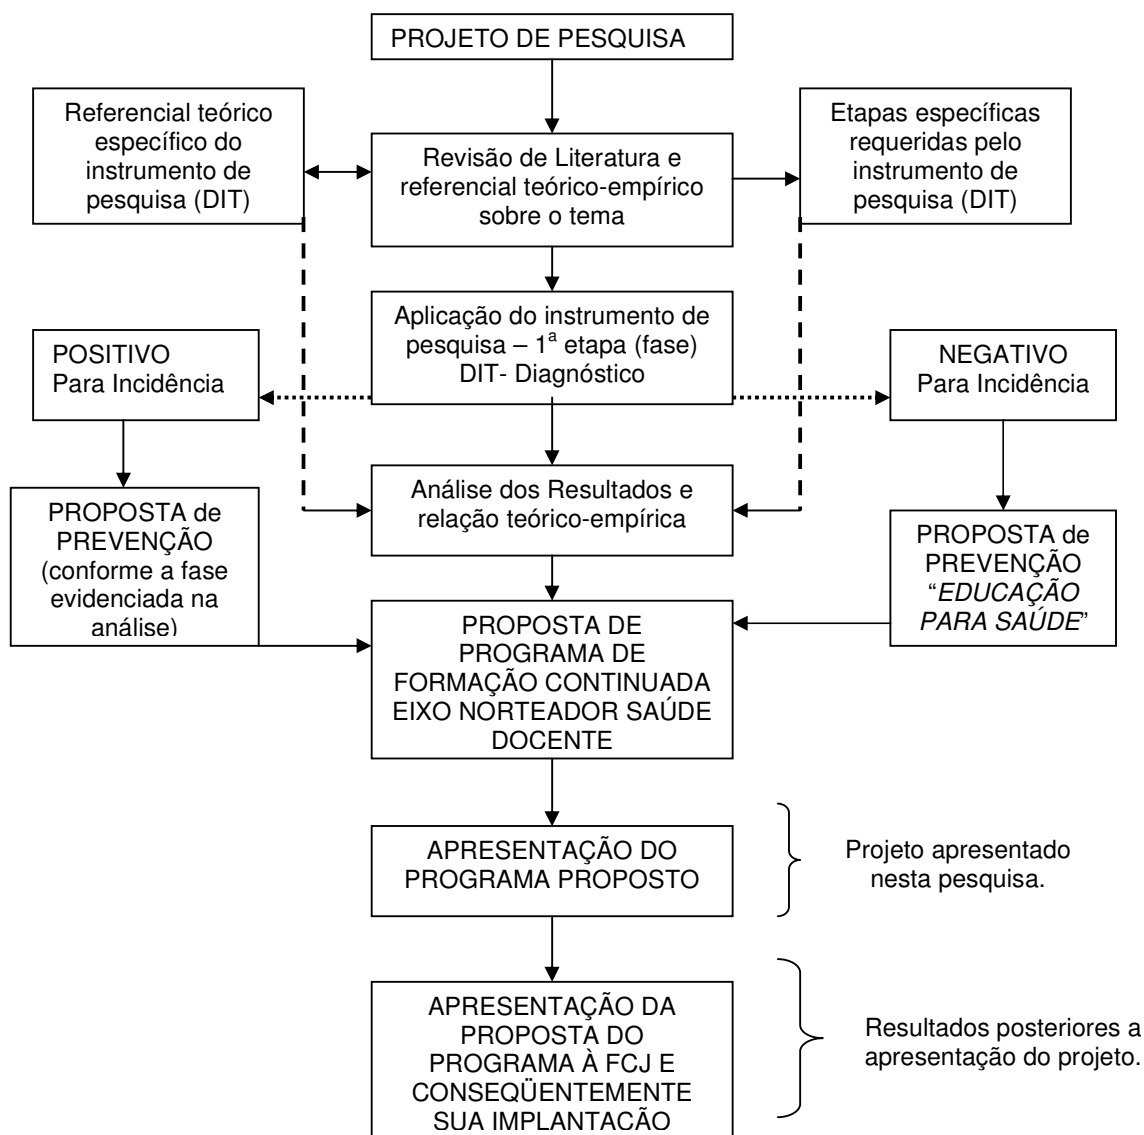 PROJETO DE PESQUISA
Referencial teórico
específico do
instrumento de
pesquisa (DIT)
Revisão de Literatura e
referencial teórico-empírico
sobre o tema
Etapas específicas
requeridas pelo
instrumento de
pesquisa (DIT)
Aplicação do instrumento de
pesquisa – 1ª etapa (fase)
DIT- Diagnóstico
POSITIVO
Para Incidência
NEGATIVO
Para Incidência
Análise dos Resultados e
relação teórico-empírica
PROPOSTA de
PREVENÇÃO
(conforme a fase
evidenciada na
análise)
PROPOSTA de
PREVENÇÃO
“EDUCAÇÃO
PARA SAÚDE”
PROPOSTA DE
PROGRAMA DE
FORMAÇÃO CONTINUADA
EIXO NORTEADOR SAÚDE
DOCENTE
APRESENTAÇÃO DO
PROGRAMA PROPOSTO
Projeto apresentado
nesta pesquisa.
APRESENTAÇÃO DA
PROPOSTA DO
PROGRAMA À FCJ E
CONSEQÜENTEMENTE
SUA IMPLANTAÇÃO
Resultados posteriores a
apresentação do projeto.